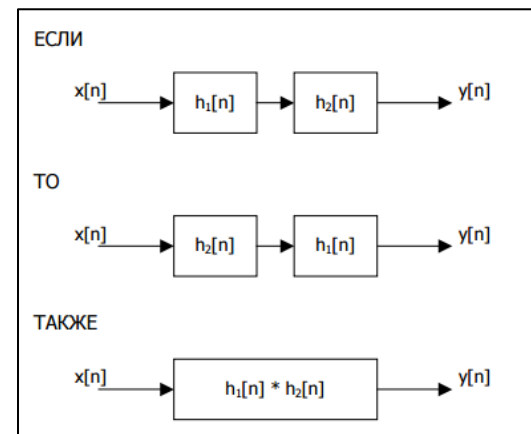 ЕСЛИ
x[n] h₁[n] h₂[n] y[n]
ТО
x[n] h₂[n] h₁[n] y[n]
ТАКЖЕ
x[n] h₁[n] * h₂[n] y[n]